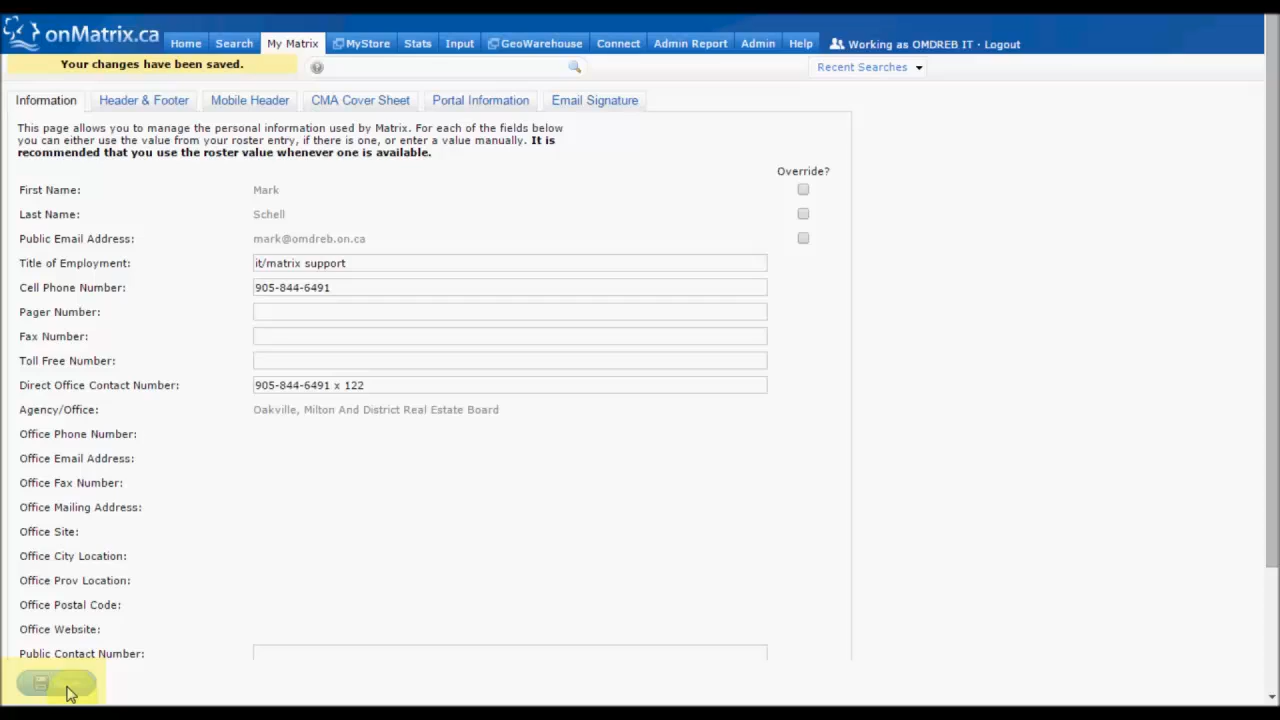 onMatrix.ca
Home Search My Matrix MyStore Stats Input GeoWarehouse Connect Admin Report Admin Help Working as OMDREB IT · Logout
Your changes have been saved.
Recent Searches
Information Header & Footer Mobile Header CMA Cover Sheet Portal Information Email Signature
This page allows you to manage the personal information used by Matrix. For each of the fields below
you can either use the value from your roster entry, if there is one, or enter a value manually. It is
recommended that you use the roster value whenever one is available.
Override?
First Name: Mark
Last Name: Schell
Public Email Address: mark@omdreb.on.ca
Title of Employment: it/matrix support
Cell Phone Number: 905-844-6491
Pager Number:
Fax Number:
Toll Free Number:
Direct Office Contact Number: 905-844-6491 x 122
Agency/Office: Oakville, Milton And District Real Estate Board
Office Phone Number:
Office Email Address:
Office Fax Number:
Office Mailing Address:
Office Site:
Office City Location:
Office Prov Location:
Office Postal Code:
Office Website:
Public Contact Number: